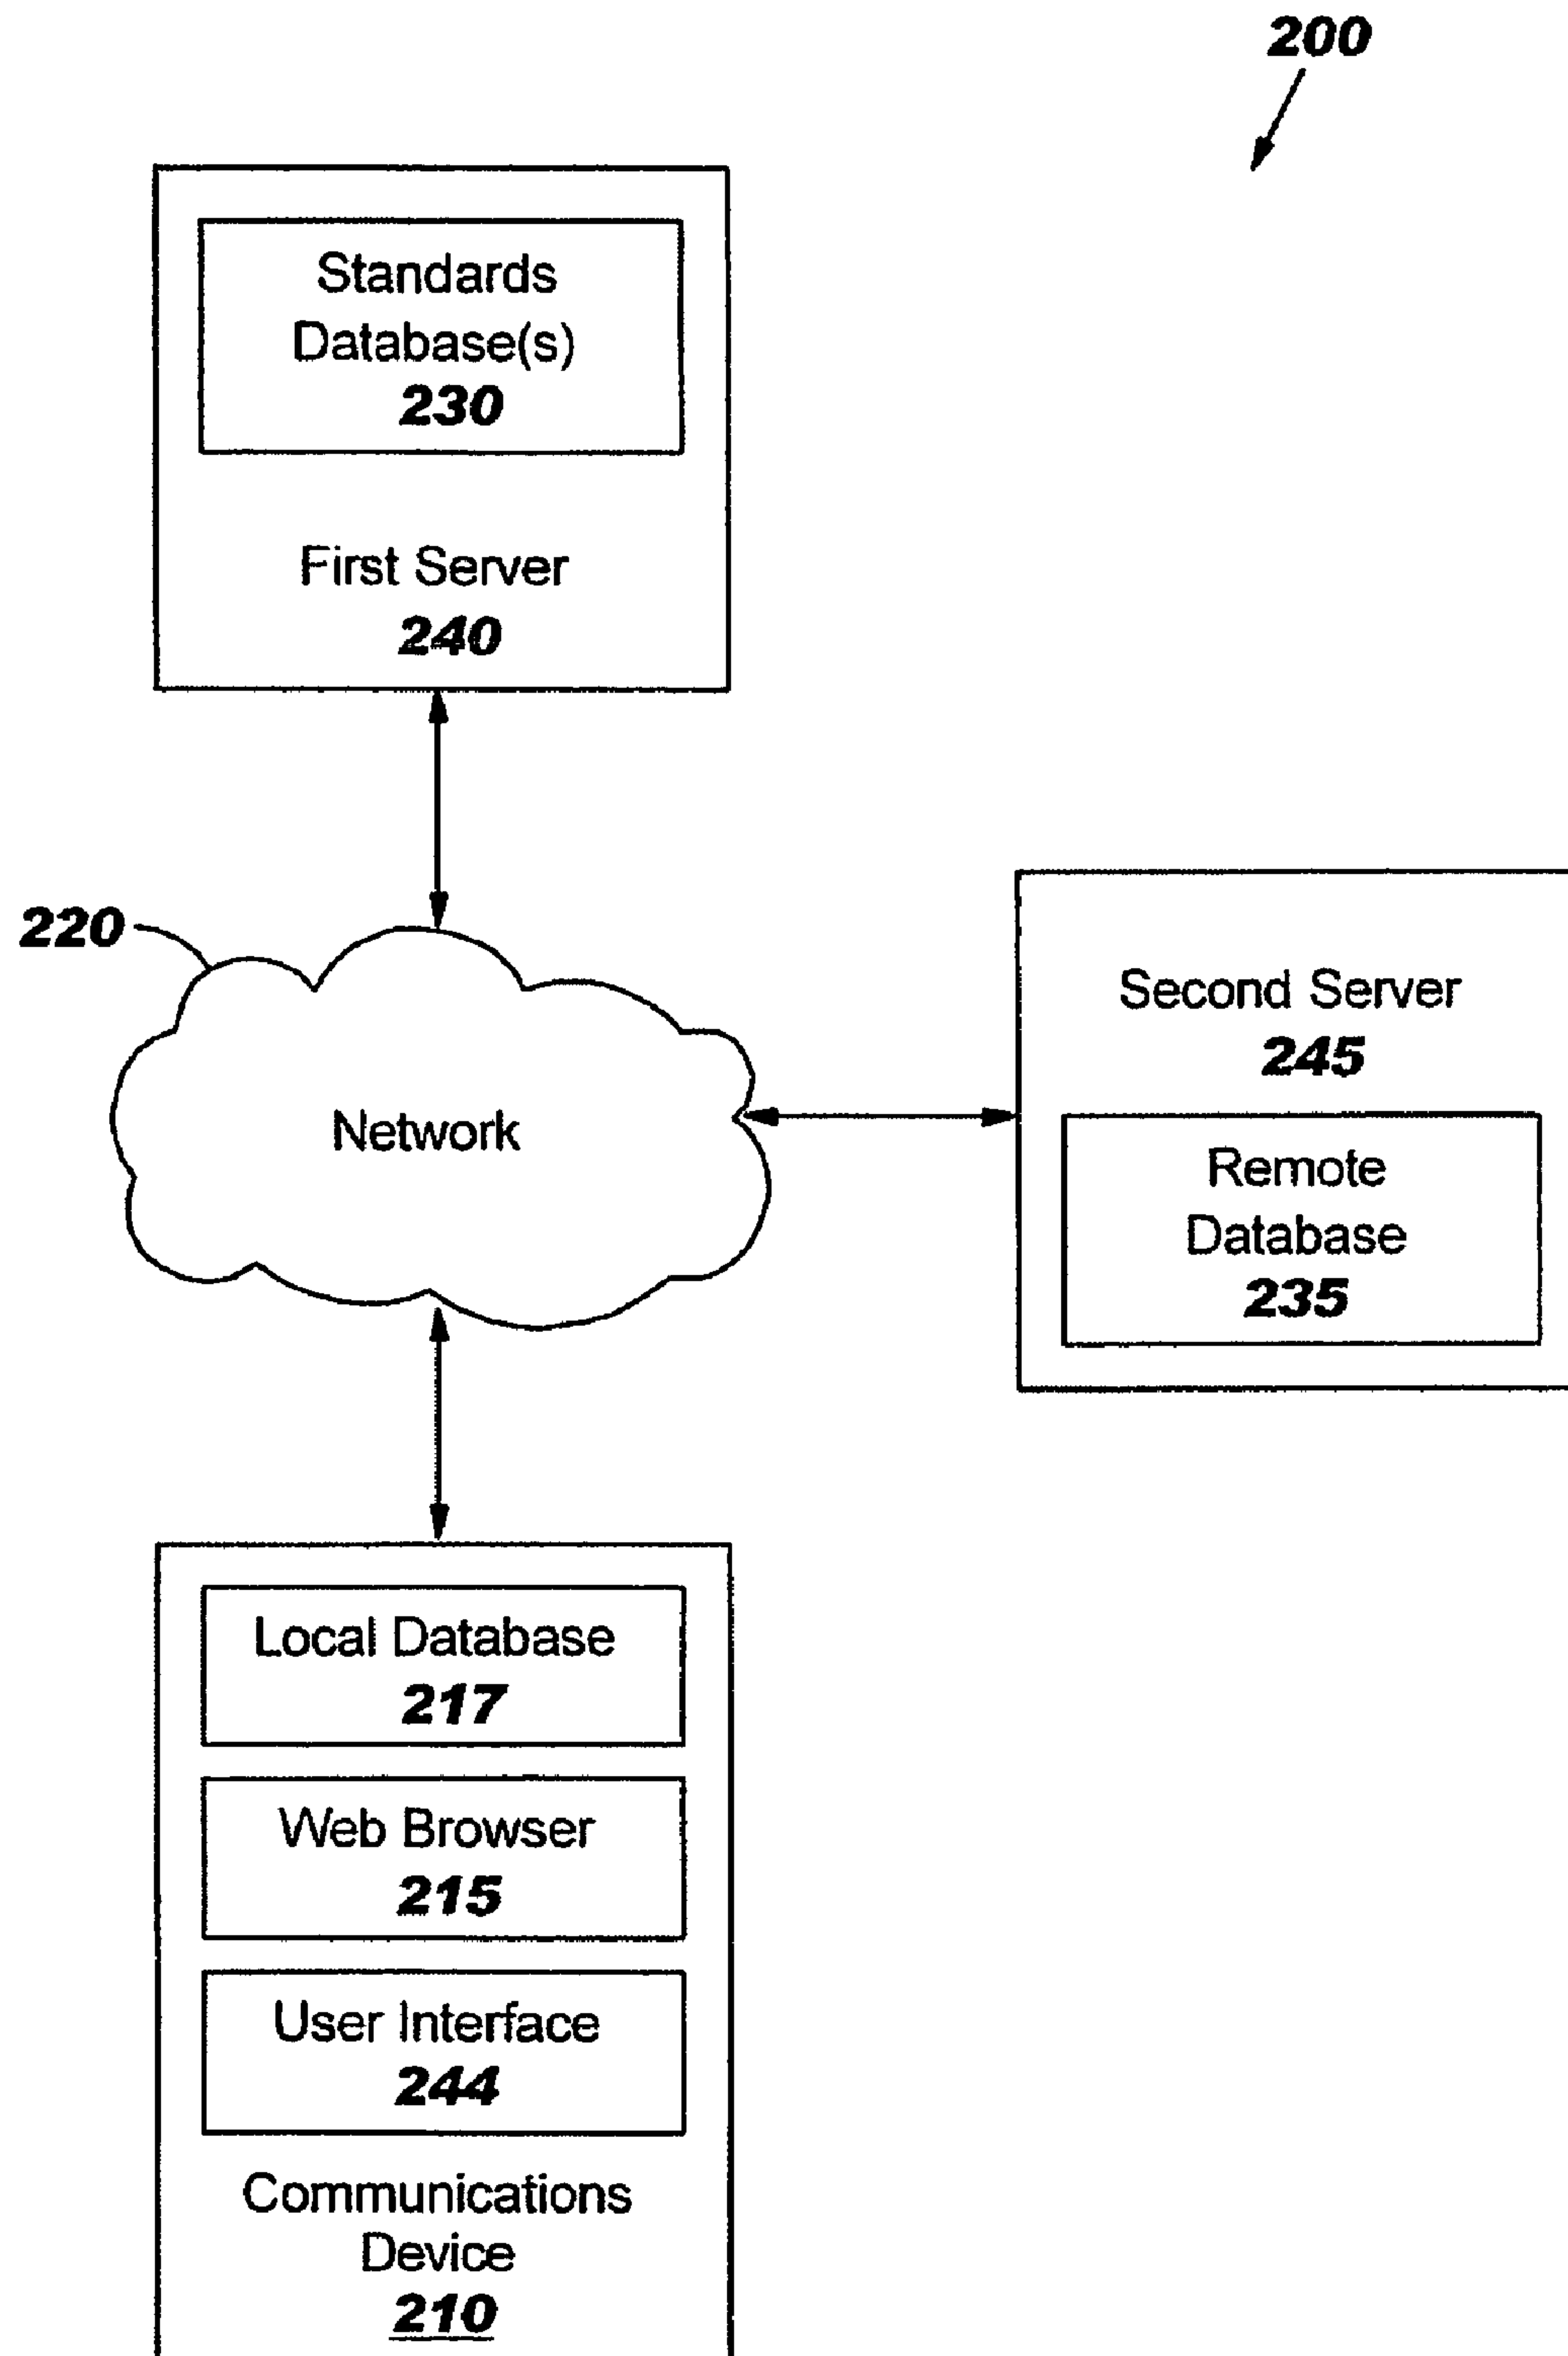 200
Standards
Database(s)
230
First Server
240
220
Network
Second Server
245
Remote
Database
235
Local Database
217
Web Browser
215
User Interface
244
Communications
Device
210